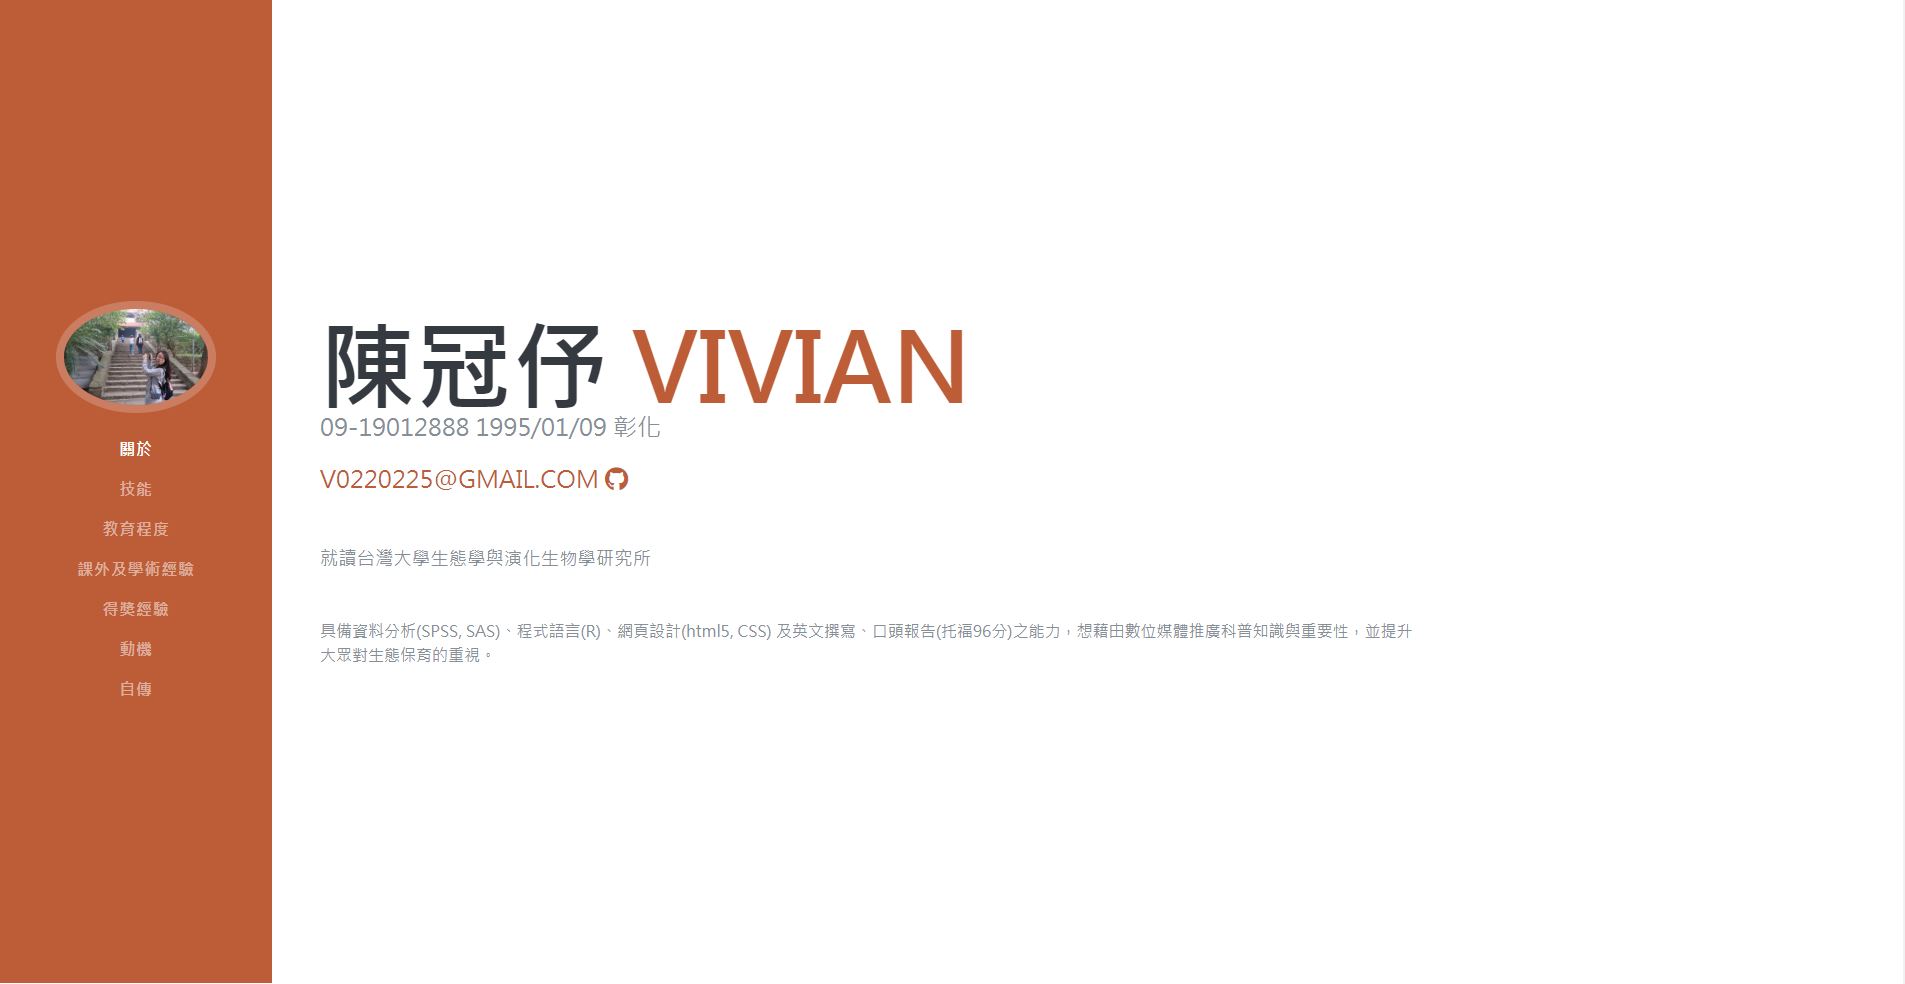 關於
技能
教育程度
課外及學術經驗
得獎經驗
動機
自傳
陳冠伃 VIVIAN
09-19012888 1995/01/09 彰化
V0220225@GMAIL.COM
就讀台灣大學生態學與演化生物學研究所
具備資料分析(SPSS, SAS)、程式語言(R)、網頁設計(html5, CSS) 及英文撰寫、口頭報告(托福96分)之能力，想藉由數位媒體推廣科普知識與重要性，並提升
大眾對生態保育的重視。